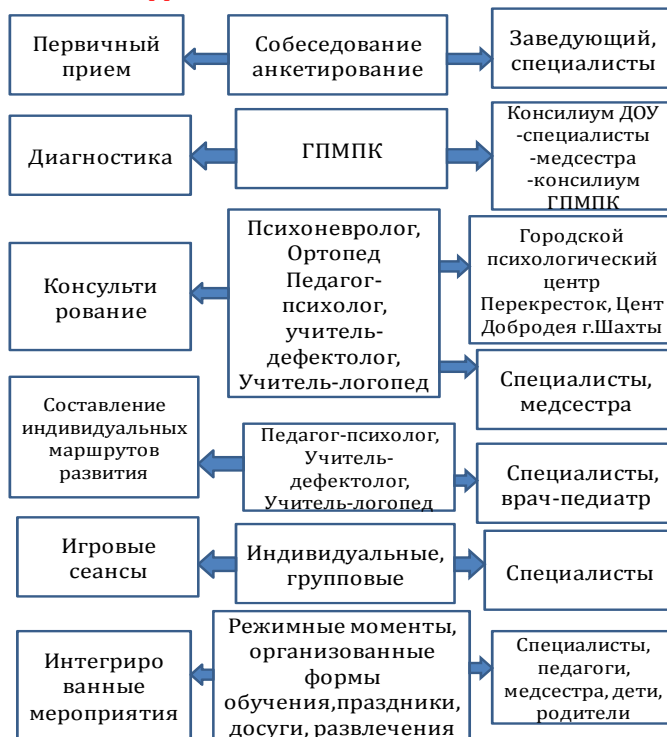 Первичный
прием
Собеседование
анкетирование
Заведующий,
специалисты
Диагностика
ГПМПК
Консилиум ДОУ
-специалисты
-медсестра
-консилиум
ГПМПК
Консульти
рование
Психоневролог,
Ортопед
Педагог-
психолог,
учитель-
дефектолог,
Учитель-логопед
Городской
психологический
центр
Перекресток, Цент
Добродея г.Шахты
Специалисты,
медсестра
Составление
индивидуальных
маршрутов
развития
Педагог-психолог,
Учитель-
дефектолог,
Учитель-логопед
Специалисты,
врач-педиатр
Игровые
сеансы
Индивидуальные,
групповые
Специалисты
Интегриро
ванные
мероприятия
Режимные моменты,
организованные
формы
обучения,праздники,
досуги, развлечения
Специалисты,
педагоги,
медсестра, дети,
родители